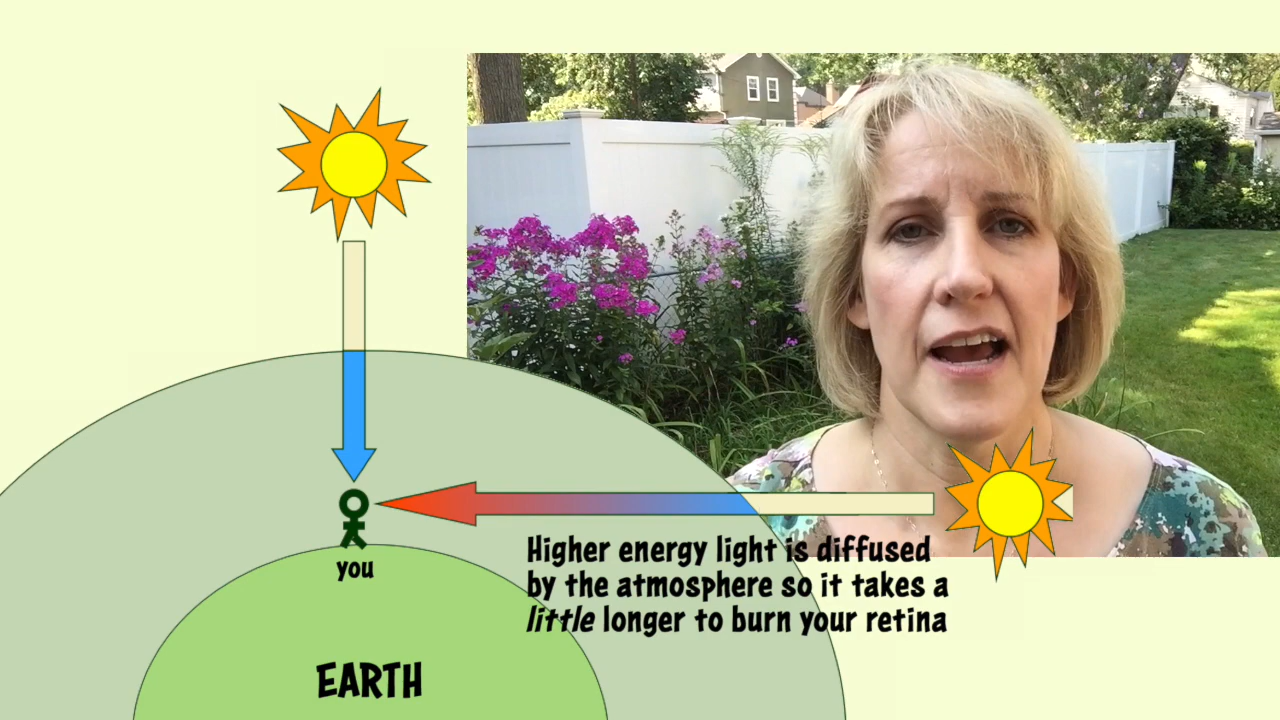 Higher energy light is diffused
by the atmosphere so it takes a
little longer to burn your retina
you
EARTH